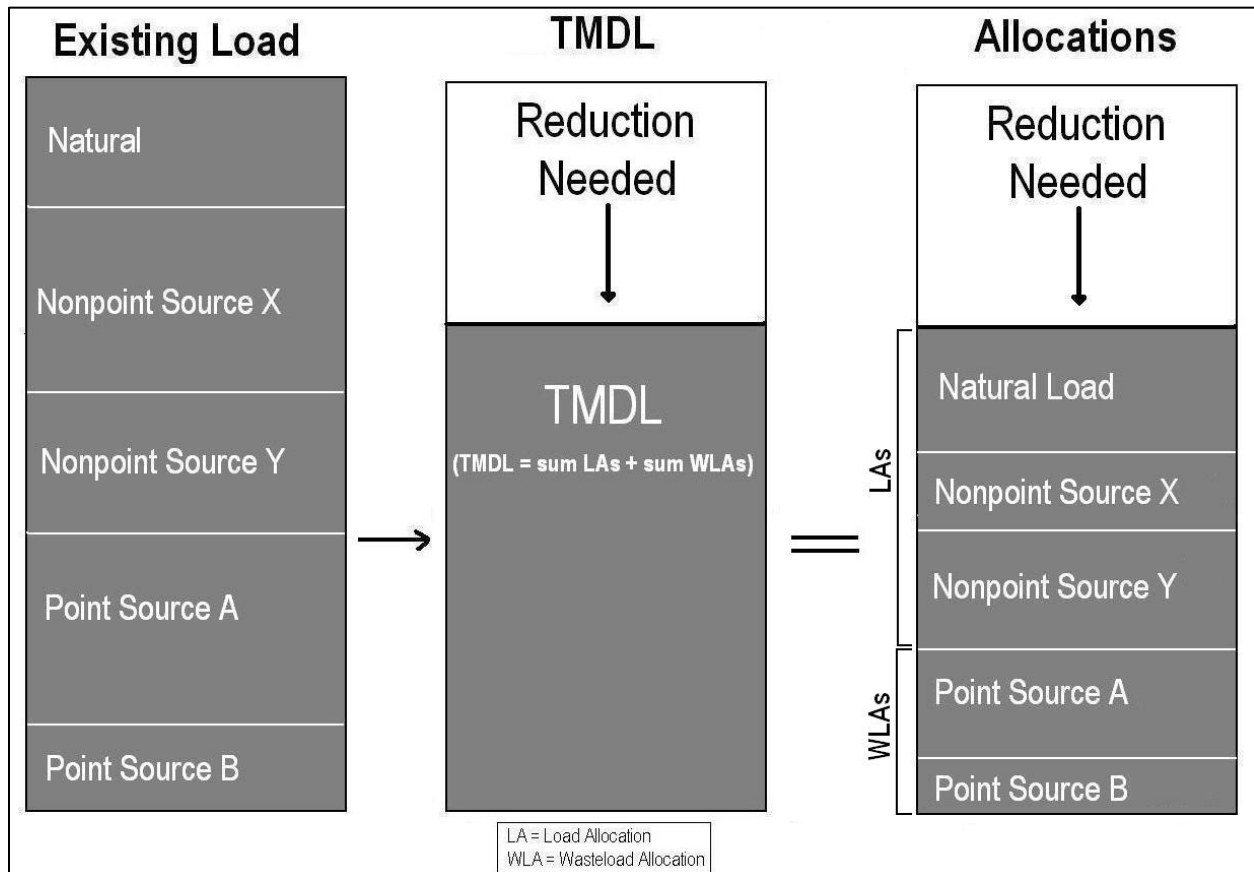 Existing Load
Natural
Nonpoint Source X
Nonpoint Source Y
Point Source A
Point Source B
TMDL
Reduction
Needed
TMDL
(TMDL = sum LAs + sum WLAs)
Allocations
Reduction
Needed
LAs
Natural Load
Nonpoint Source X
Nonpoint Source Y
WLAs
Point Source A
Point Source B
LA = Load Allocation
WLA = Wasteload Allocation